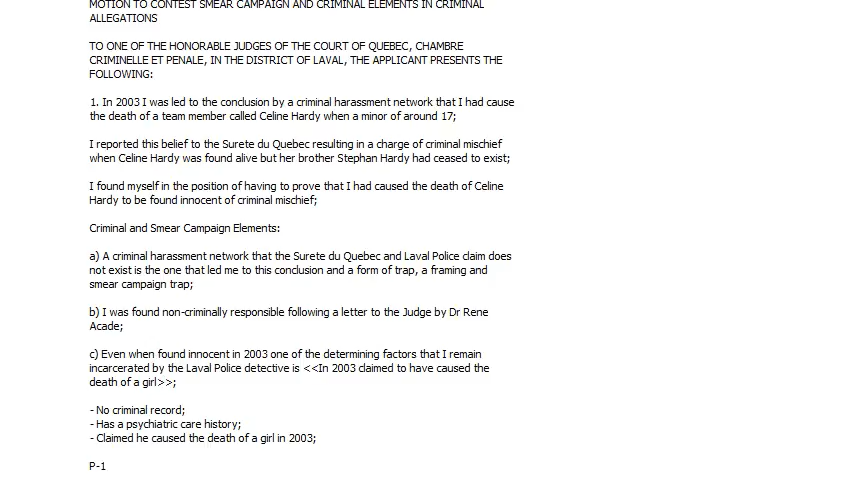 MOTION TO CONTEST SMEAR CAMPAIGN AND CRIMINAL ELEMENTS IN CRIMINAL
ALLEGATIONS
TO ONE OF THE HONORABLE JUDGES OF THE COURT OF QUEBEC, CHAMBRE
CRIMINELLE ET PENALE, IN THE DISTRICT OF LAVAL, THE APPLICANT PRESENTS THE
FOLLOWING:
1. In 2003 I was led to the conclusion by a criminal harassment network that I had cause
the death of a team member called Celine Hardy when a minor of around 17;
I reported this belief to the Surete du Quebec resulting in a charge of criminal mischief
when Celine Hardy was found alive but her brother Stephan Hardy had ceased to exist;
I found myself in the position of having to prove that I had caused the death of Celine
Hardy to be found innocent of criminal mischief;
Criminal and Smear Campaign Elements:
a) A criminal harassment network that the Surete du Quebec and Laval Police claim does
not exist is the one that led me to this conclusion and a form of trap, a framing and
smear campaign trap;
b) I was found non-criminally responsible following a letter to the Judge by Dr Rene
Acade;
c) Even when found innocent in 2003 one of the determining factors that I remain
incarcerated by the Laval Police detective is <<In 2003 claimed to have caused the
death of a girl>>;
- No criminal record;
- Has a psychiatric care history;
- Claimed he caused the death of a girl in 2003;
P-1